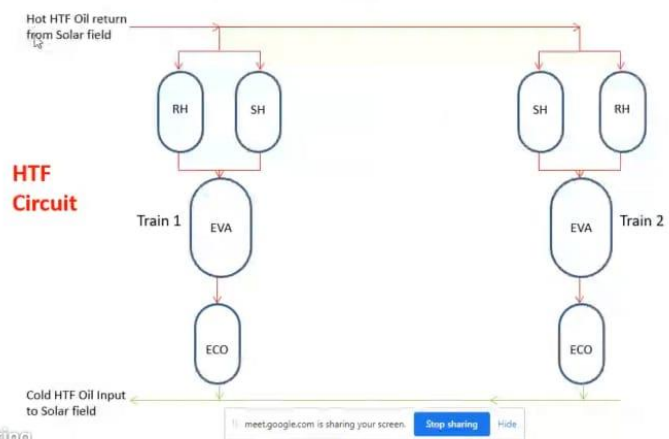 Hot HTF Oil return
from Solar field
RH
SH
SH
RH
HTF
Circuit
Train 1
EVA
EVA
Train 2
ECO
ECO
Cold HTF Oil Input
to Solar field
meet.google.com is sharing your screen.
Stop sharing
Hide